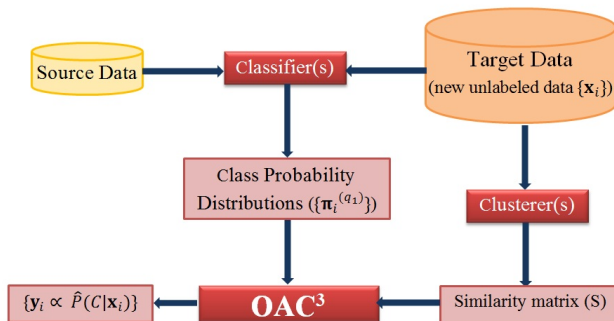 Source Data
Classifier(s)
Target Data
(new unlabeled data {𝐱ᵢ})
Class Probability
Distributions ({𝛑ᵢ^(q₁)})
Clusterer(s)
{𝐲ᵢ ∝ P̂(C|𝐱ᵢ)}
OAC³
Similarity matrix (S)